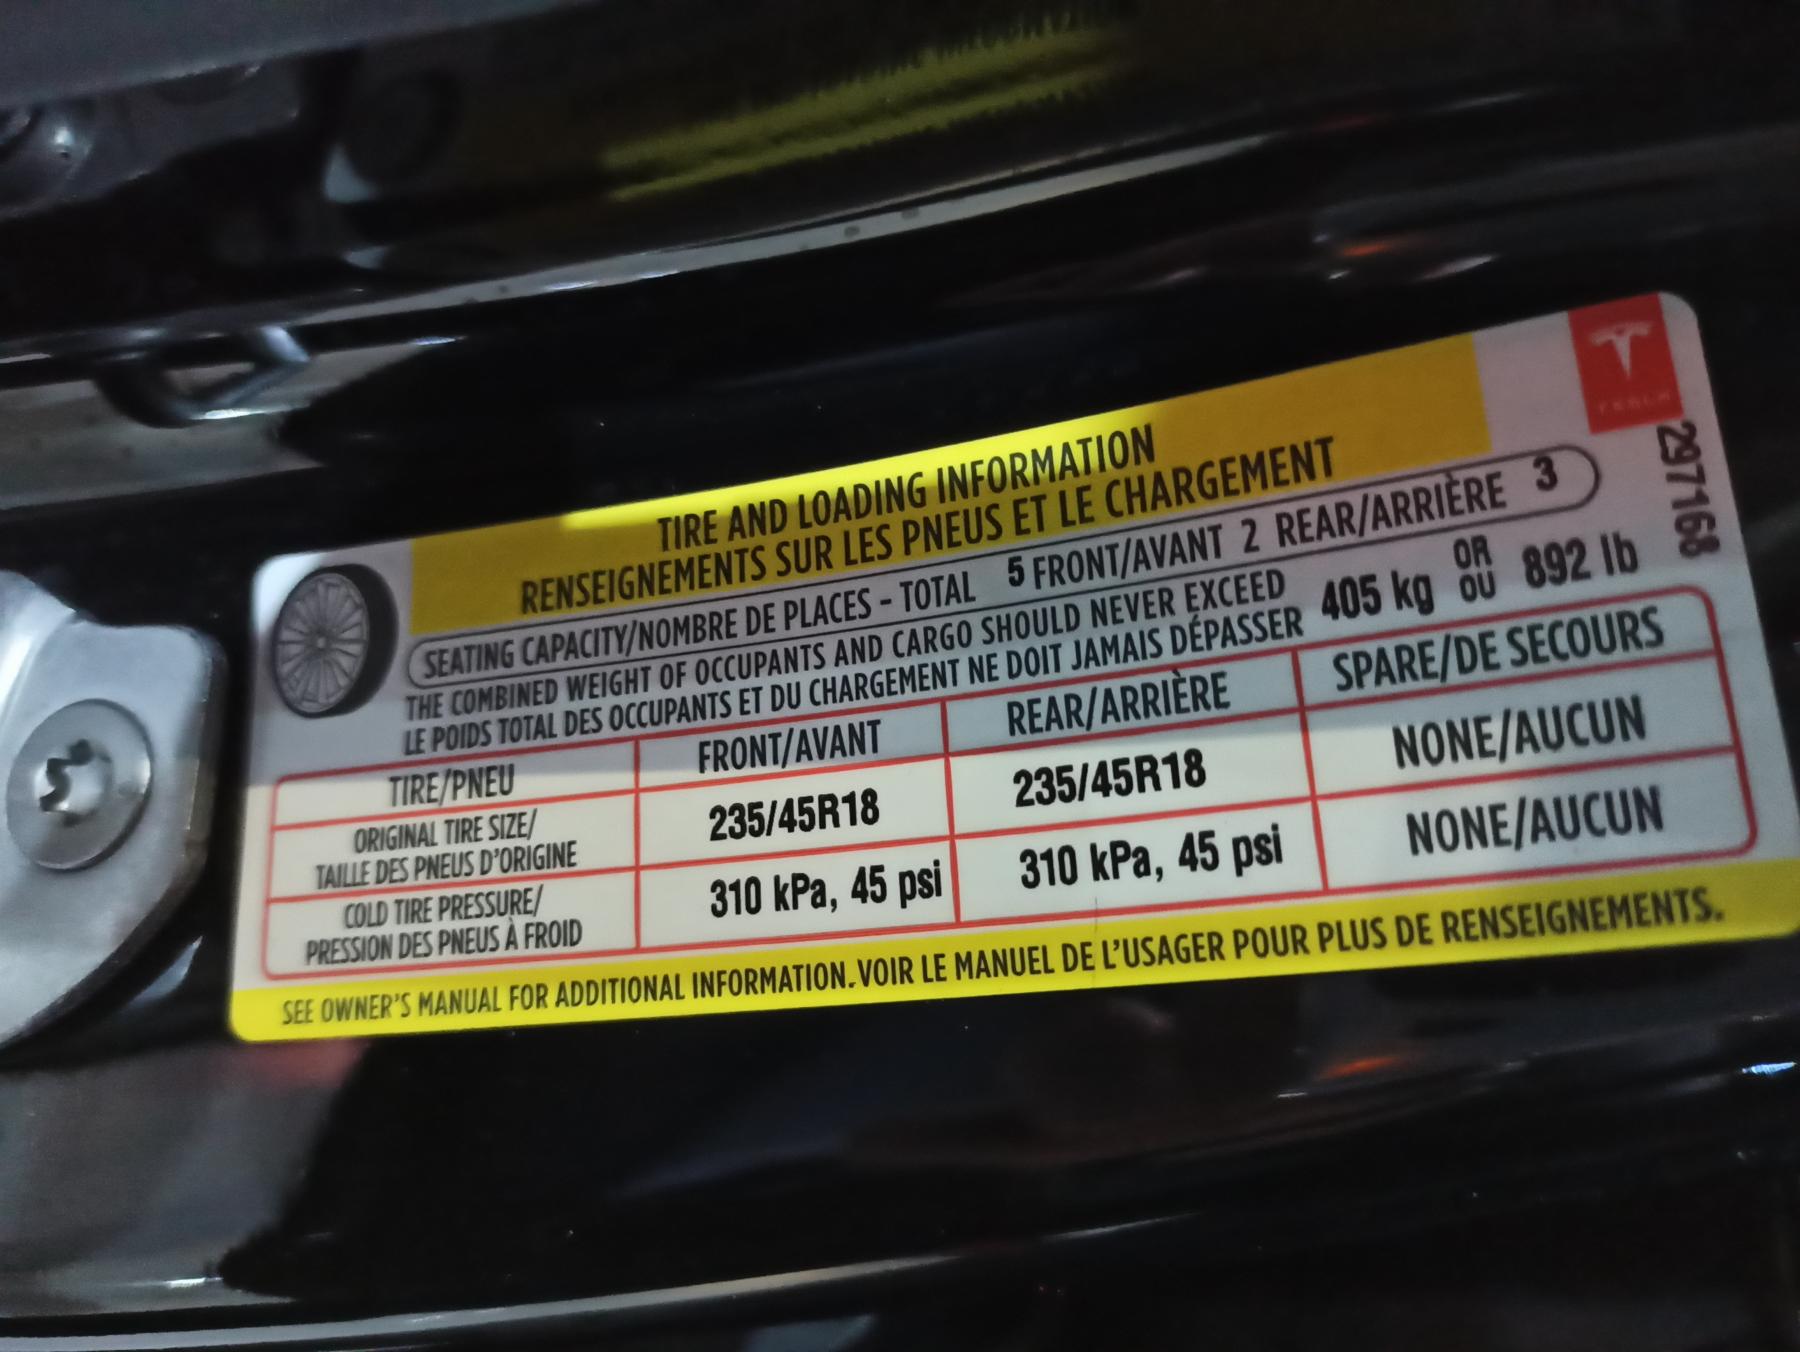 TESLA
297168
TIRE AND LOADING INFORMATION
RENSEIGNEMENTS SUR LES PNEUS ET LE CHARGEMENT
SEATING CAPACITY/NOMBRE DE PLACES - TOTAL 5 FRONT/AVANT 2 REAR/ARRIÈRE 3
THE COMBINED WEIGHT OF OCCUPANTS AND CARGO SHOULD NEVER EXCEED
LE POIDS TOTAL DES OCCUPANTS ET DU CHARGEMENT NE DOIT JAMAIS DÉPASSER
405 kg OR OU 892 lb
TIRE/PNEU FRONT/AVANT REAR/ARRIÈRE SPARE/DE SECOURS
ORIGINAL TIRE SIZE/
TAILLE DES PNEUS D'ORIGINE 235/45R18 235/45R18 NONE/AUCUN
COLD TIRE PRESSURE/
PRESSION DES PNEUS À FROID 310 kPa, 45 psi 310 kPa, 45 psi NONE/AUCUN
SEE OWNER'S MANUAL FOR ADDITIONAL INFORMATION. VOIR LE MANUEL DE L'USAGER POUR PLUS DE RENSEIGNEMENTS.